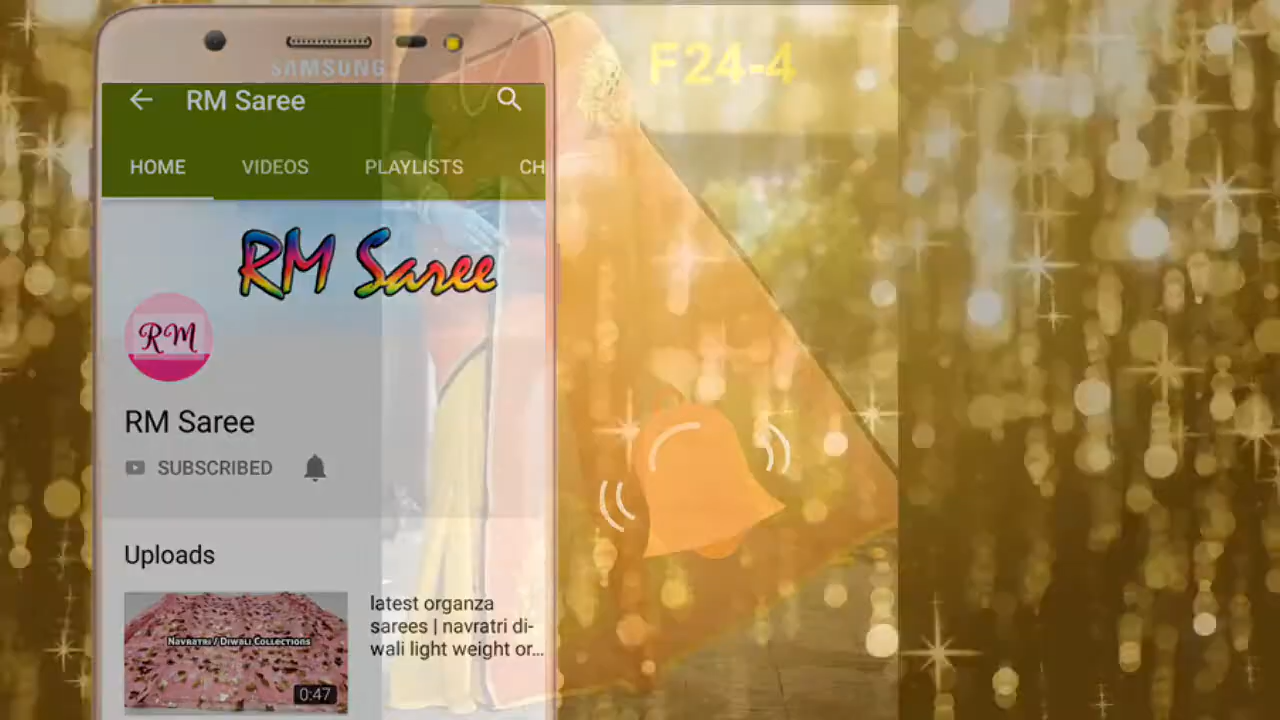 SAMSUNG
F24-4
RM Saree
HOME VIDEOS PLAYLISTS CH
RM Saree
RM
RM Saree
SUBSCRIBED
Uploads
latest organza
sarees | navratri di-
wali light weight or...
Navratri / Diwali Collections
0:47